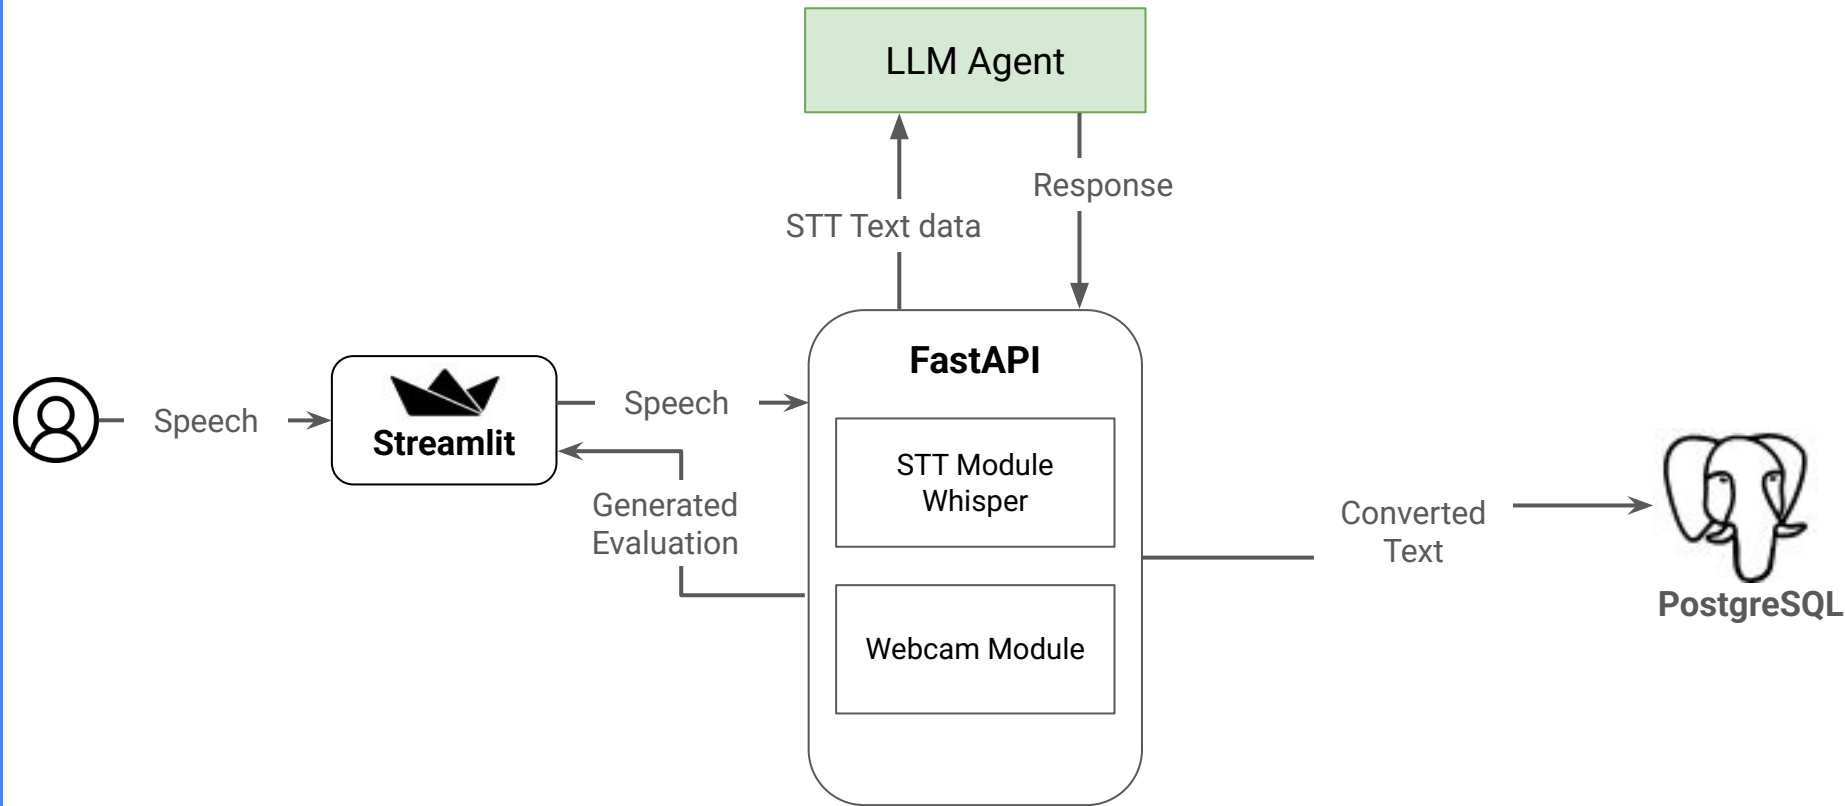 LLM Agent
Response
STT Text data
FastAPI
Speech
Streamlit
Speech
STT Module
Whisper
Generated
Evaluation
Converted
Text
Webcam Module
PostgreSQL